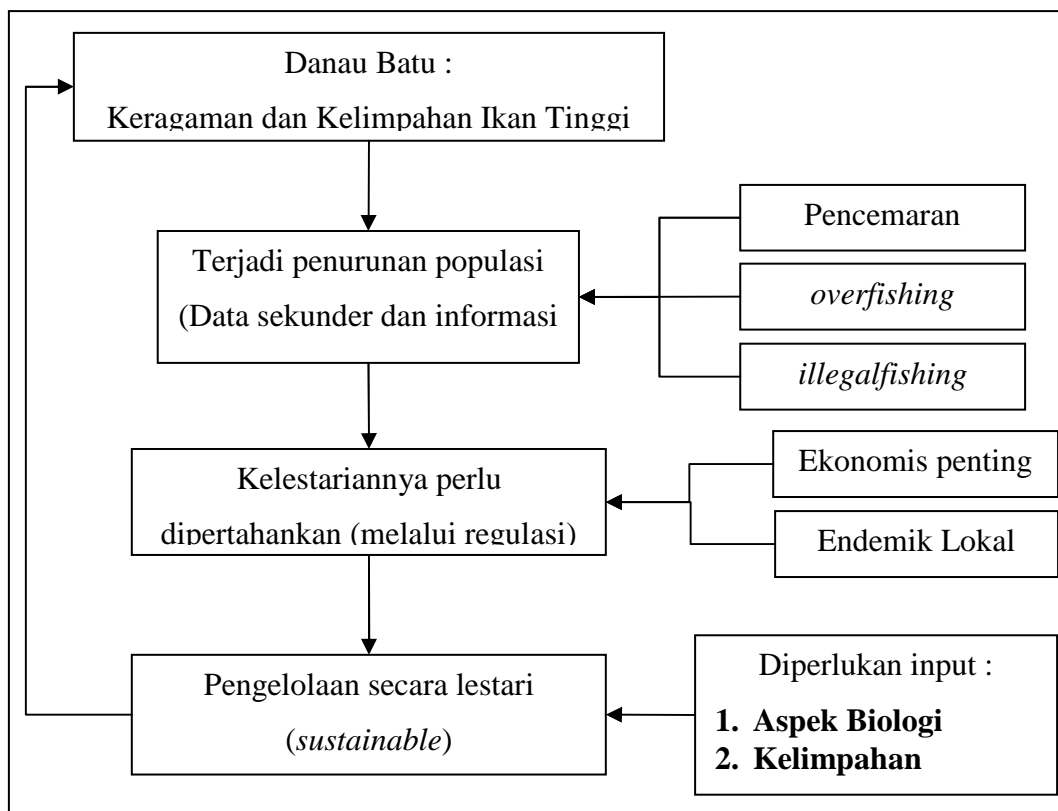 Danau Batu :
Keragaman dan Kelimpahan Ikan Tinggi
Terjadi penurunan populasi
(Data sekunder dan informasi
Pencemaran
overfishing
illegalfishing
Kelestariannya perlu
dipertahankan (melalui regulasi)
Ekonomis penting
Endemik Lokal
Pengelolaan secara lestari
(sustainable)
Diperlukan input :
1. Aspek Biologi
2. Kelimpahan